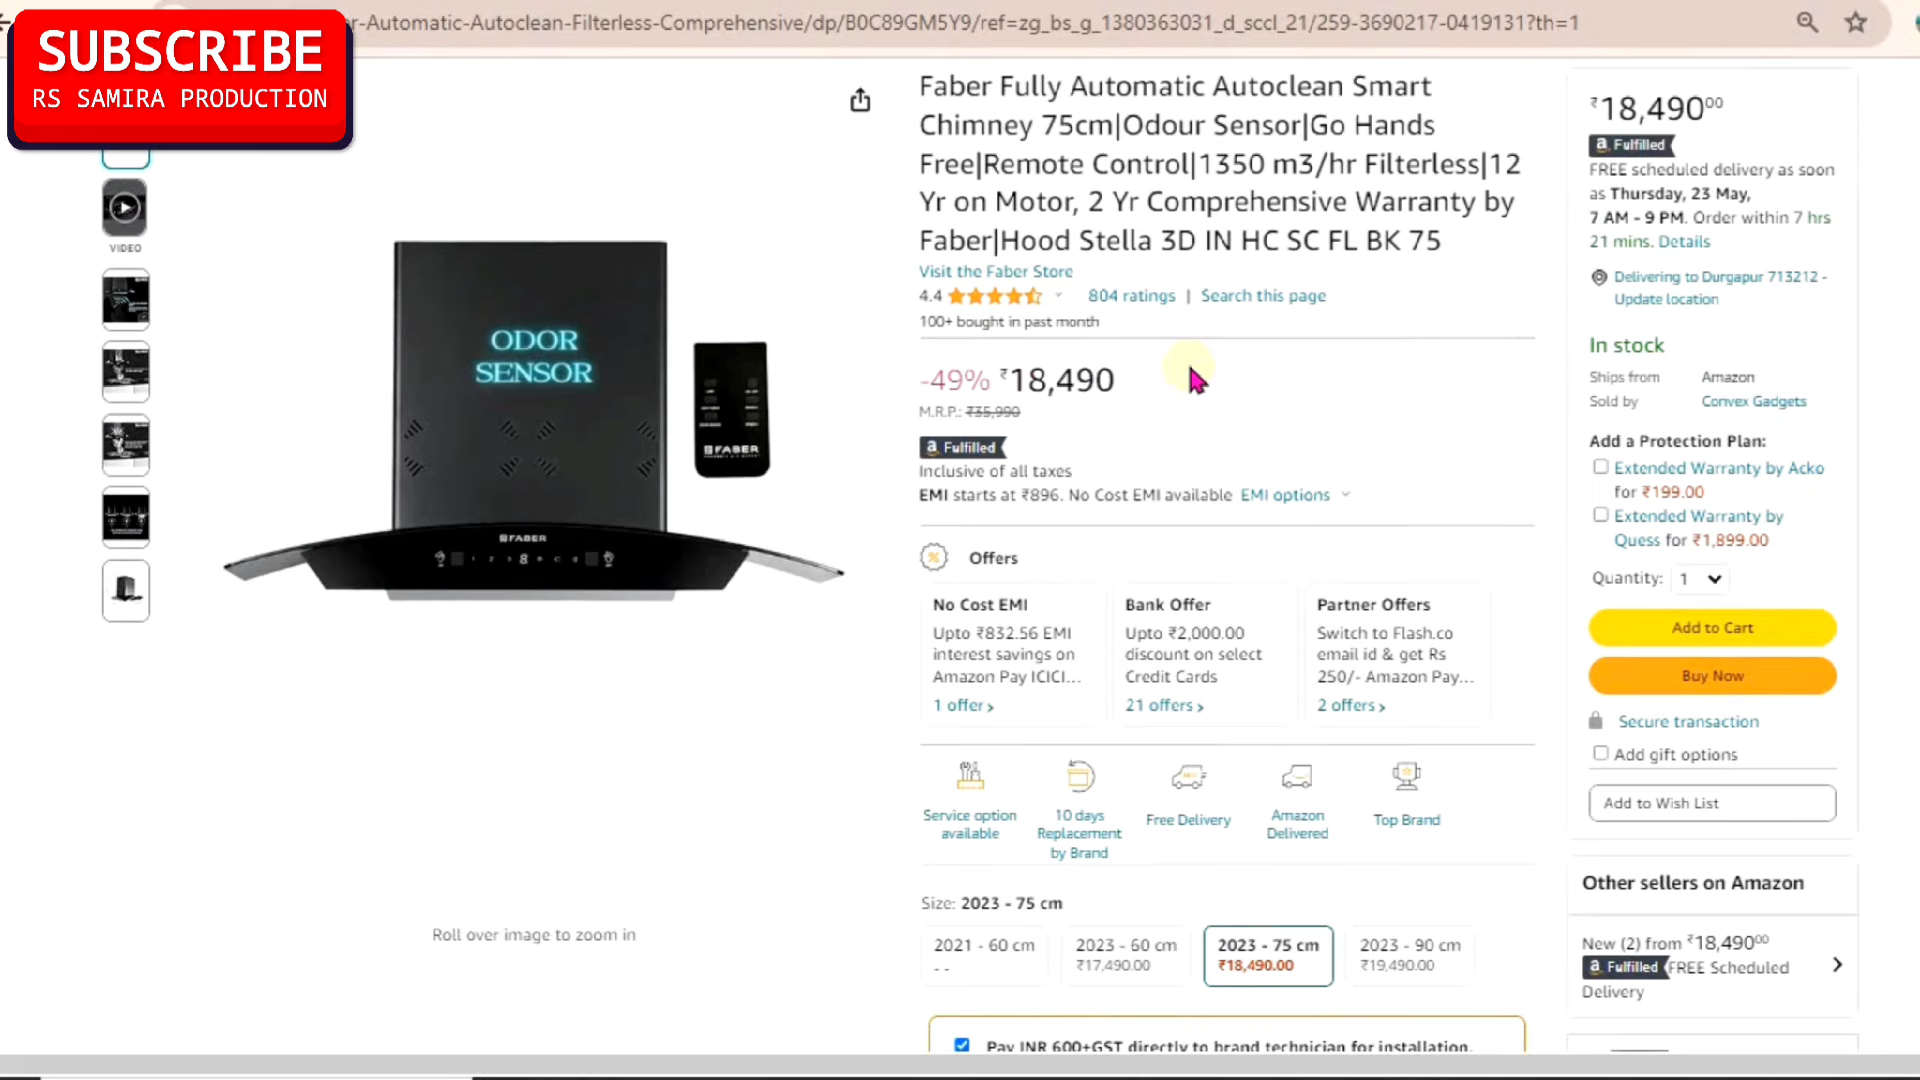 SUBSCRIBE
RS SAMIRA PRODUCTION
r-Automatic-Autoclean-Filterless-Comprehensive/dp/B0C89GM5Y9/ref=zg_bs_g_1380363031_d_sccl_21/259-3690217-0419131?th=1
VIDEO
ODOR
SENSOR
FABER
FABER
Roll over image to zoom in
Faber Fully Automatic Autoclean Smart
Chimney 75cm|Odour Sensor|Go Hands
Free|Remote Control|1350 m3/hr Filterless|12
Yr on Motor, 2 Yr Comprehensive Warranty by
Faber|Hood Stella 3D IN HC SC FL BK 75
Visit the Faber Store
4.4 804 ratings | Search this page
100+ bought in past month
-49% ₹18,490
M.R.P.: ₹35,990
a Fulfilled
Inclusive of all taxes
EMI starts at ₹896. No Cost EMI available EMI options
Offers
No Cost EMI
Upto ₹832.56 EMI
interest savings on
Amazon Pay ICICI...
1 offer ›
Bank Offer
Upto ₹2,000.00
discount on select
Credit Cards
21 offers ›
Partner Offers
Switch to Flash.co
email id & get Rs
250/- Amazon Pay...
2 offers ›
Service option
available
10 days
Replacement
by Brand
Free Delivery
Amazon
Delivered
Top Brand
Size: 2023 - 75 cm
2021 - 60 cm
- -
2023 - 60 cm
₹17,490.00
2023 - 75 cm
₹18,490.00
2023 - 90 cm
₹19,490.00
Pay INR 600+GST directly to brand technician for installation.
₹18,49000
a Fulfilled
FREE scheduled delivery as soon
as Thursday, 23 May,
7 AM - 9 PM. Order within 7 hrs
21 mins. Details
Delivering to Durgapur 713212 -
Update location
In stock
Ships from Amazon
Sold by Convex Gadgets
Add a Protection Plan:
Extended Warranty by Acko
for ₹199.00
Extended Warranty by
Quess for ₹1,899.00
Quantity: 1
Add to Cart
Buy Now
Secure transaction
Add gift options
Add to Wish List
Other sellers on Amazon
New (2) from ₹18,49000
a Fulfilled FREE Scheduled
Delivery